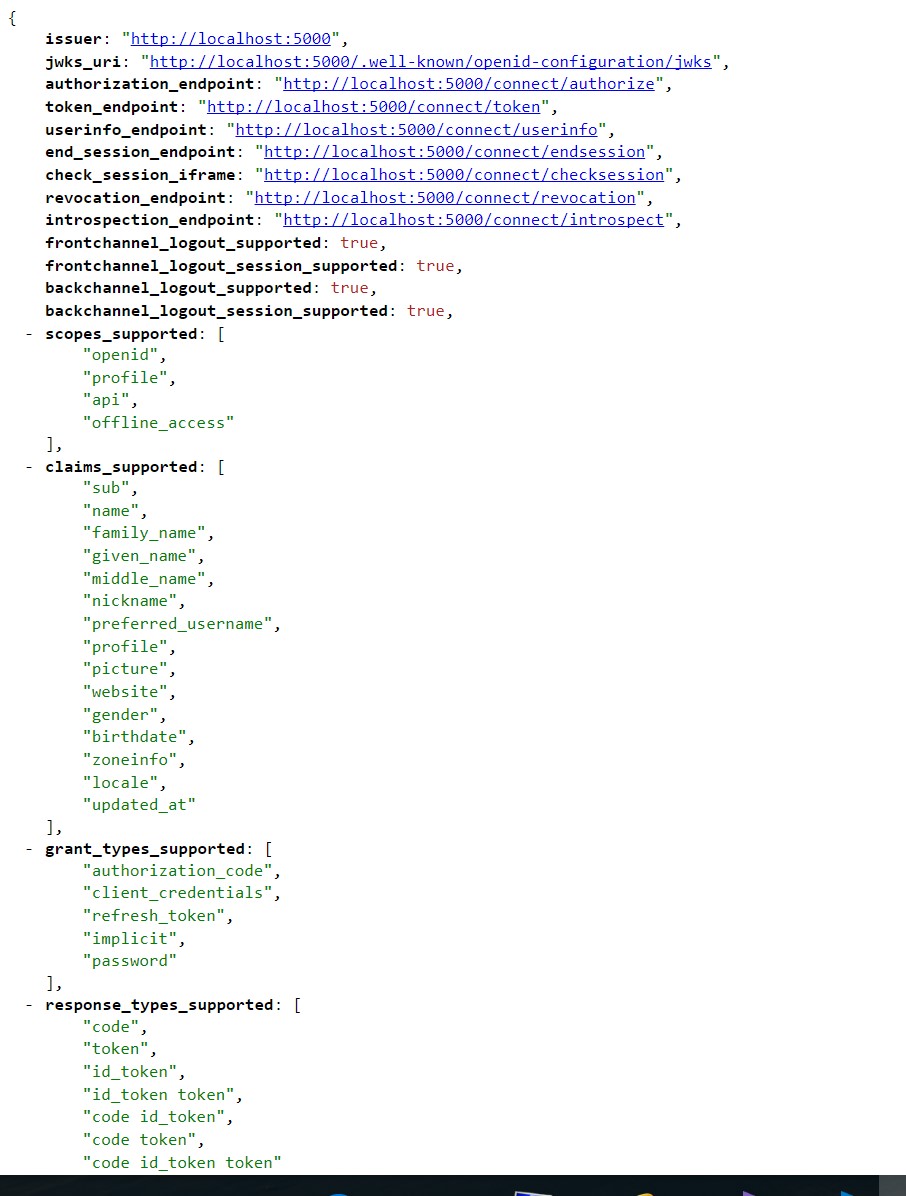 {
issuer: "http://localhost:5000",
jwks_uri: "http://localhost:5000/.well-known/openid-configuration/jwks",
authorization_endpoint: "http://localhost:5000/connect/authorize",
token_endpoint: "http://localhost:5000/connect/token",
userinfo_endpoint: "http://localhost:5000/connect/userinfo",
end_session_endpoint: "http://localhost:5000/connect/endsession",
check_session_iframe: "http://localhost:5000/connect/checksession",
revocation_endpoint: "http://localhost:5000/connect/revocation",
introspection_endpoint: "http://localhost:5000/connect/introspect",
frontchannel_logout_supported: true,
frontchannel_logout_session_supported: true,
backchannel_logout_supported: true,
backchannel_logout_session_supported: true,
- scopes_supported: [
"openid",
"profile",
"api",
"offline_access"
],
- claims_supported: [
"sub",
"name",
"family_name",
"given_name",
"middle_name",
"nickname",
"preferred_username",
"profile",
"picture",
"website",
"gender",
"birthdate",
"zoneinfo",
"locale",
"updated_at"
],
- grant_types_supported: [
"authorization_code",
"client_credentials",
"refresh_token",
"implicit",
"password"
],
- response_types_supported: [
"code",
"token",
"id_token",
"id_token token",
"code id_token",
"code token",
"code id_token token"